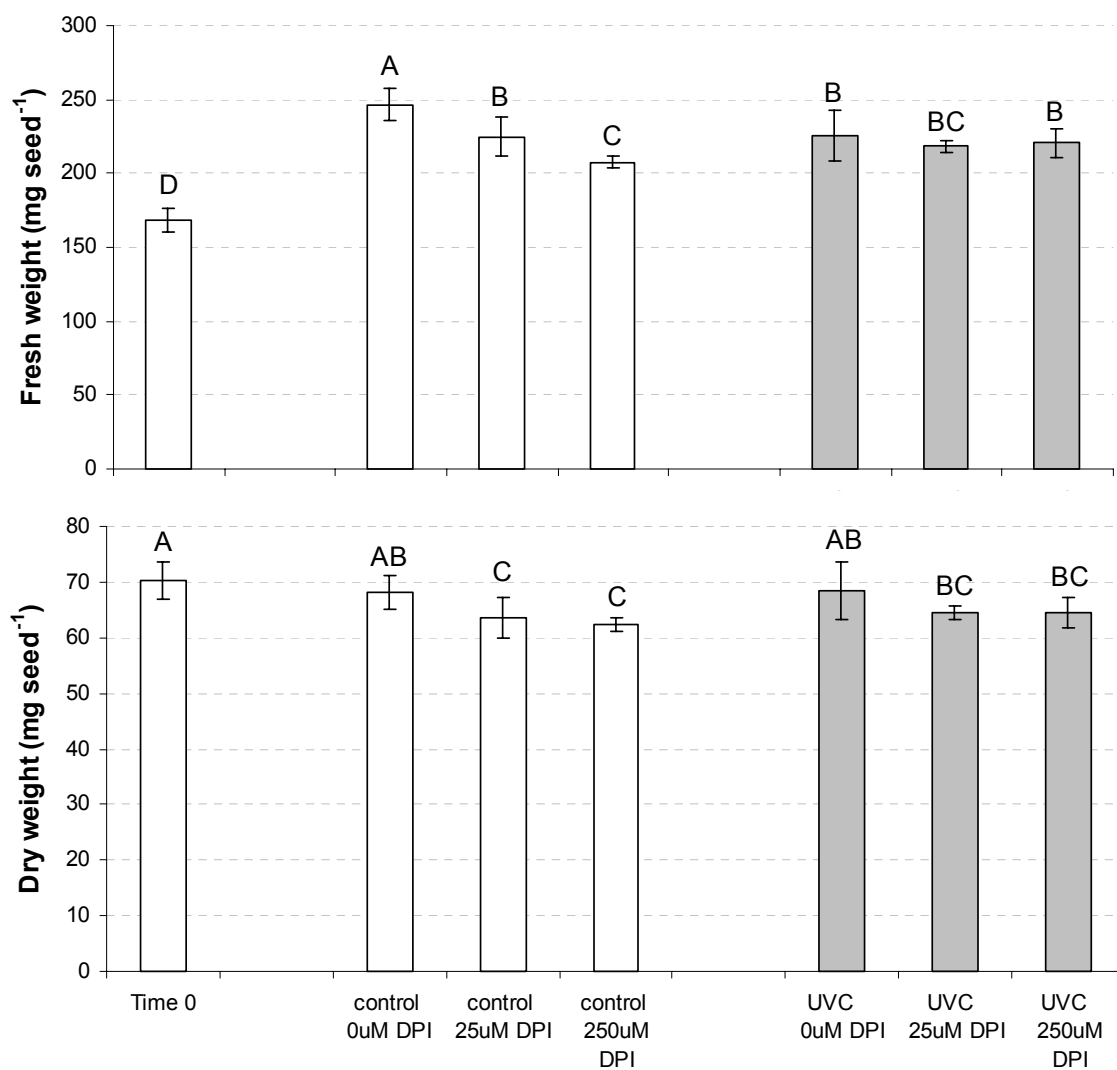 Fresh weight (mg seed⁻¹)
300
250
200
150
100
50
0
D
A
B
C
B
BC
B
Dry weight (mg seed⁻¹)
80
70
60
50
40
30
20
10
0
A
AB
C
C
AB
BC
BC
Time 0
control
0uM DPI
control
25uM DPI
control
250uM
DPI
UVC
0uM DPI
UVC
25uM DPI
UVC
250uM
DPI